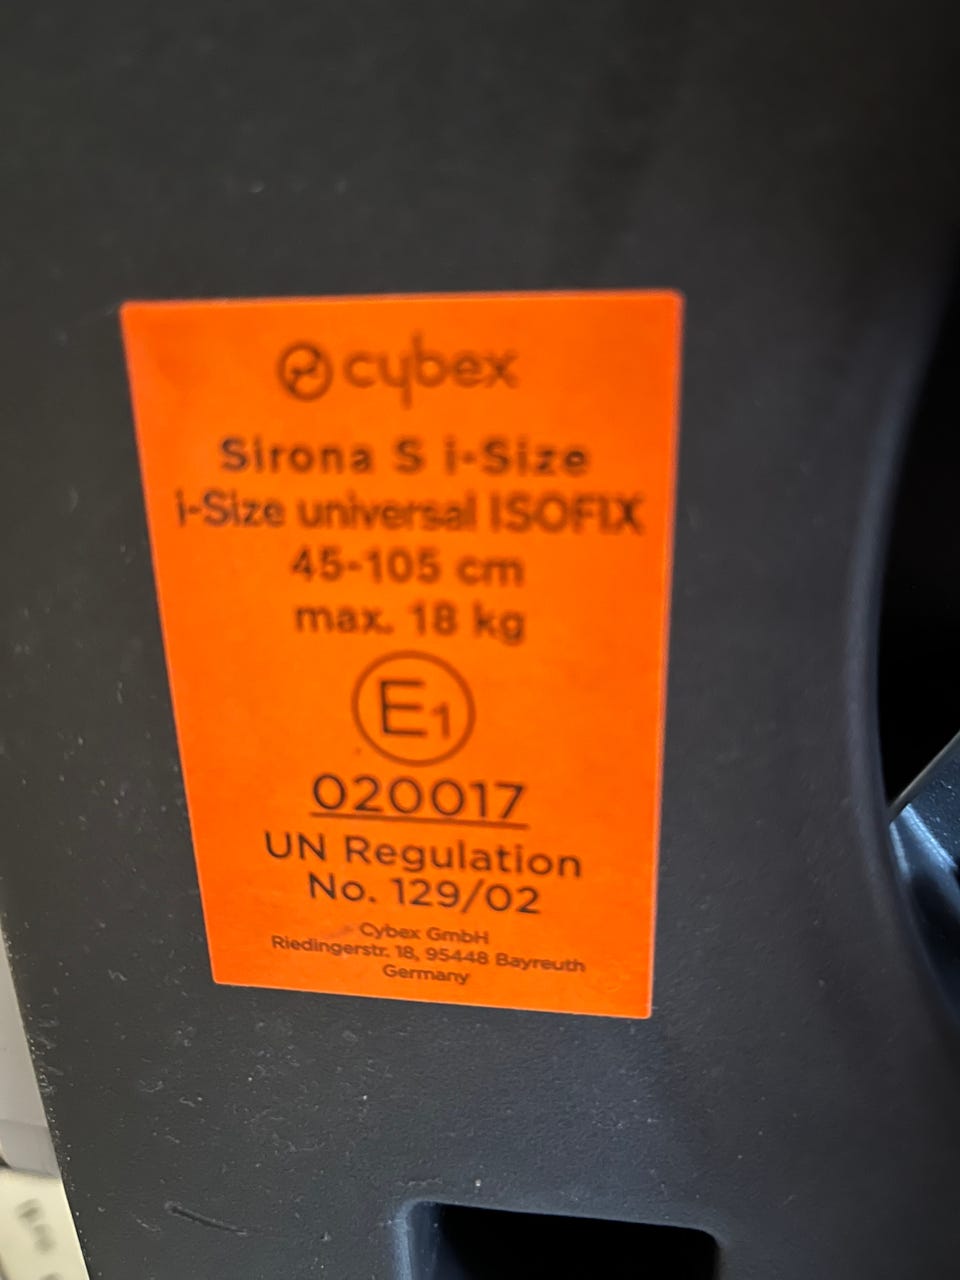 cybex
Sirona S i-Size
i-Size universal ISOFIX
45-105 cm
max. 18 kg
E1
020017
UN Regulation
No. 129/02
Cybex GmbH
Riedingerstr. 18, 95448 Bayreuth
Germany